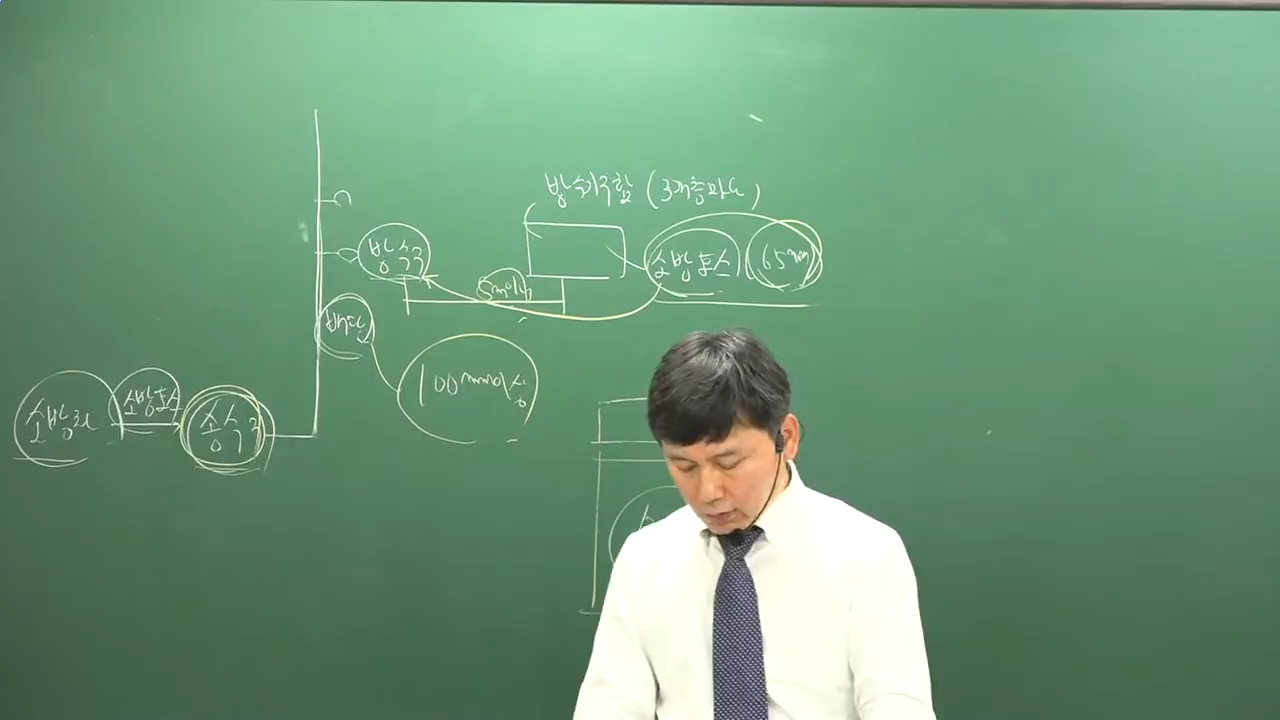 방수기구함 (3개층마다)
방수구
소방호스 (65mm)
5m이내
배관
100mm이상
소방차
소방호스
송수구